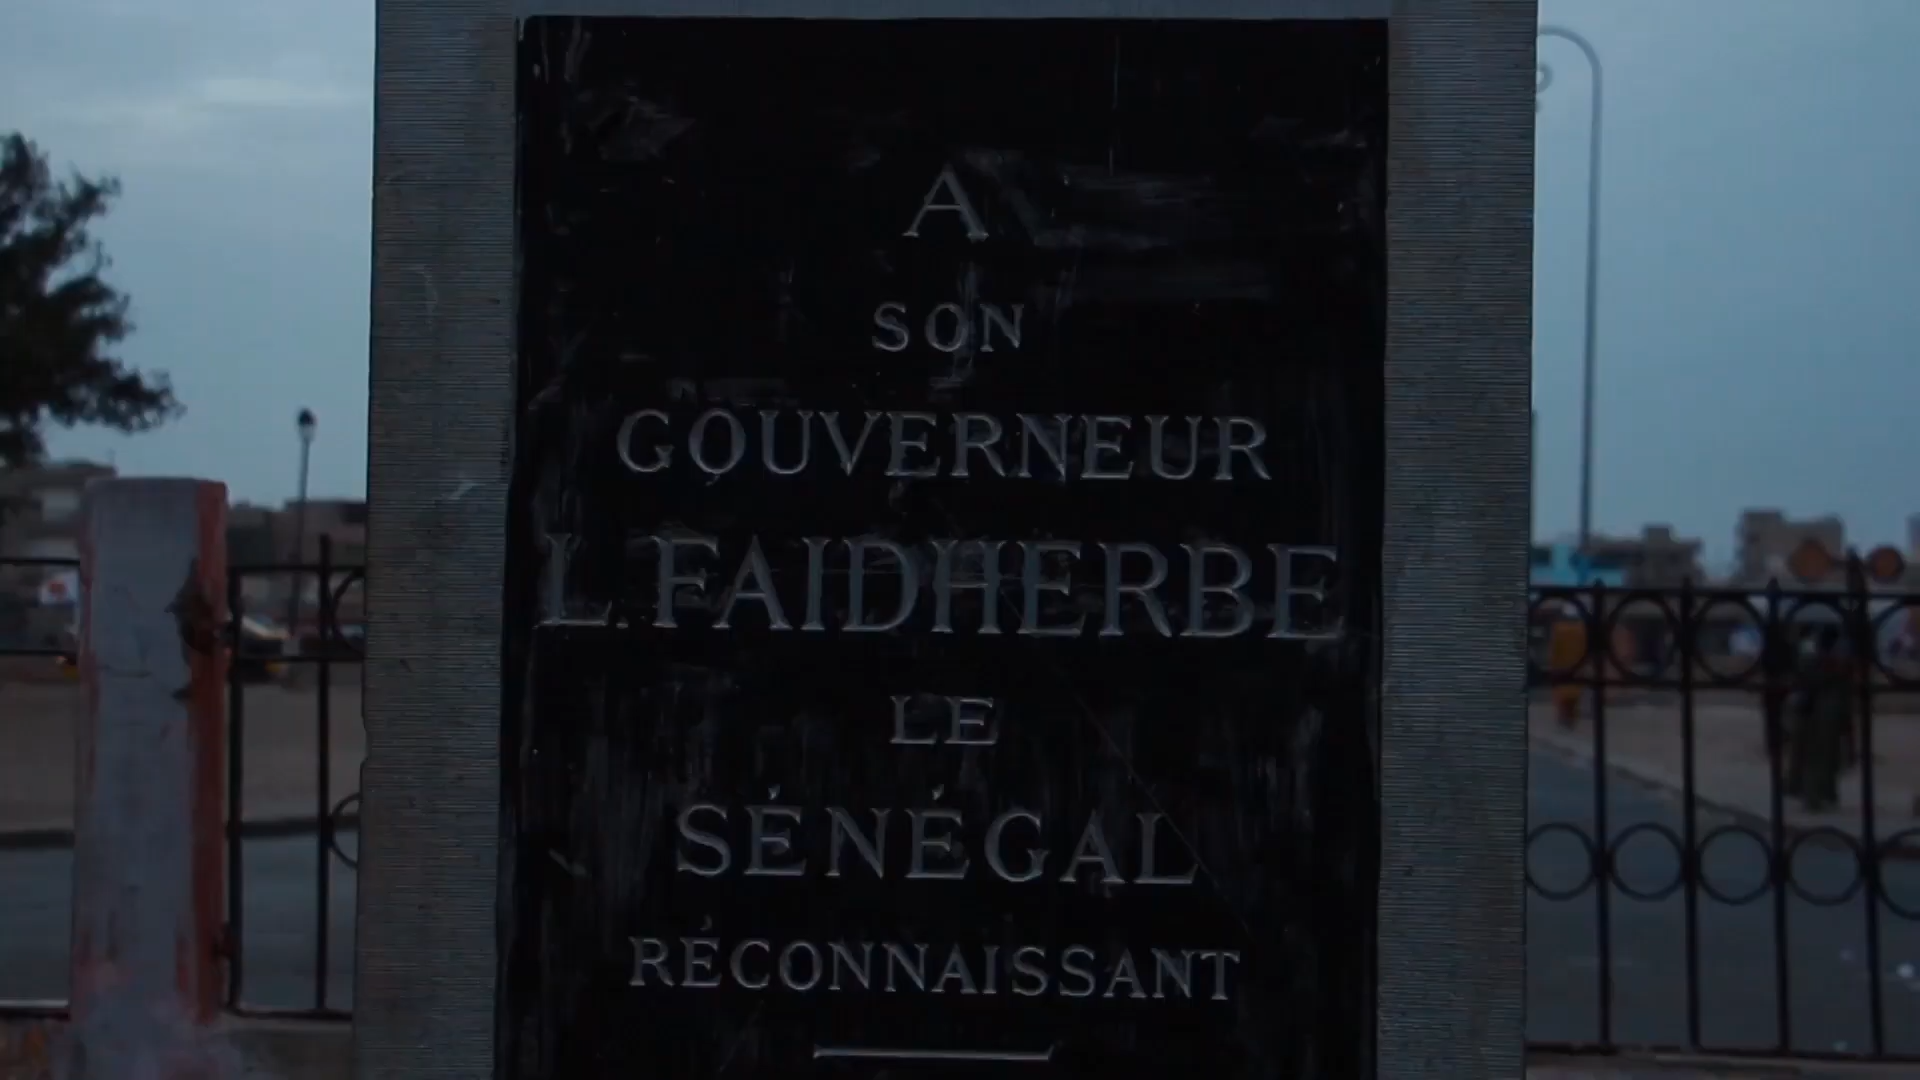 A
SON
GOUVERNEUR
L. FAIDHERBE
LE
SÉNÉGAL
RÉCONNAISSANT